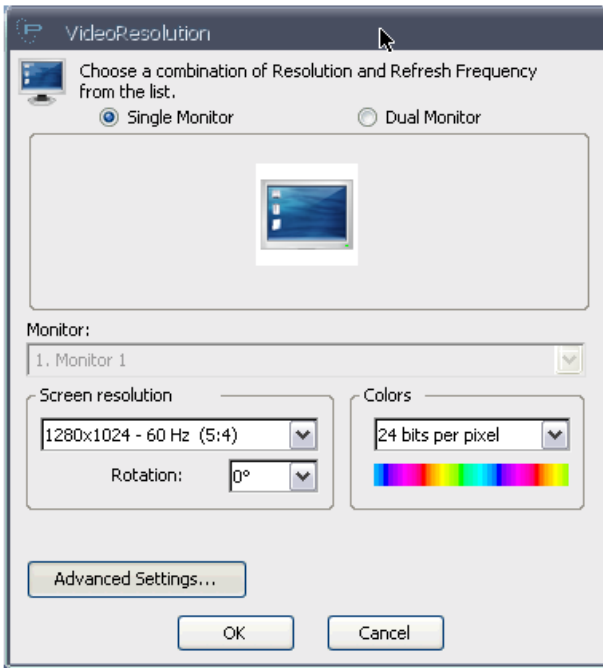 VideoResolution
Choose a combination of Resolution and Refresh Frequency
from the list.
Single Monitor
Dual Monitor
Monitor:
1. Monitor 1
Screen resolution
Colors
1280x1024 - 60 Hz (5:4)
24 bits per pixel
Rotation:
0°
Advanced Settings...
OK
Cancel